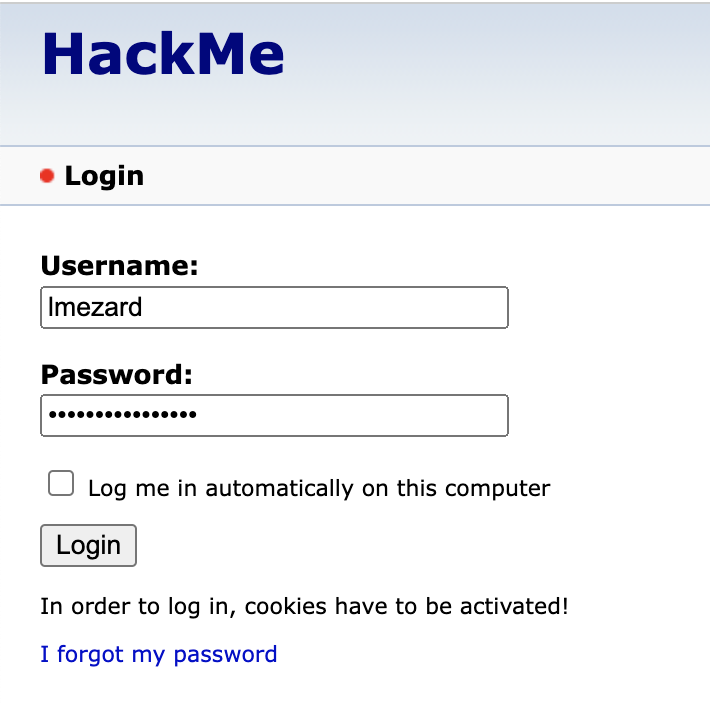 HackMe
Login
Username:
lmezard
Password:
••••••••••••••••
Log me in automatically on this computer
Login
In order to log in, cookies have to be activated!
I forgot my password